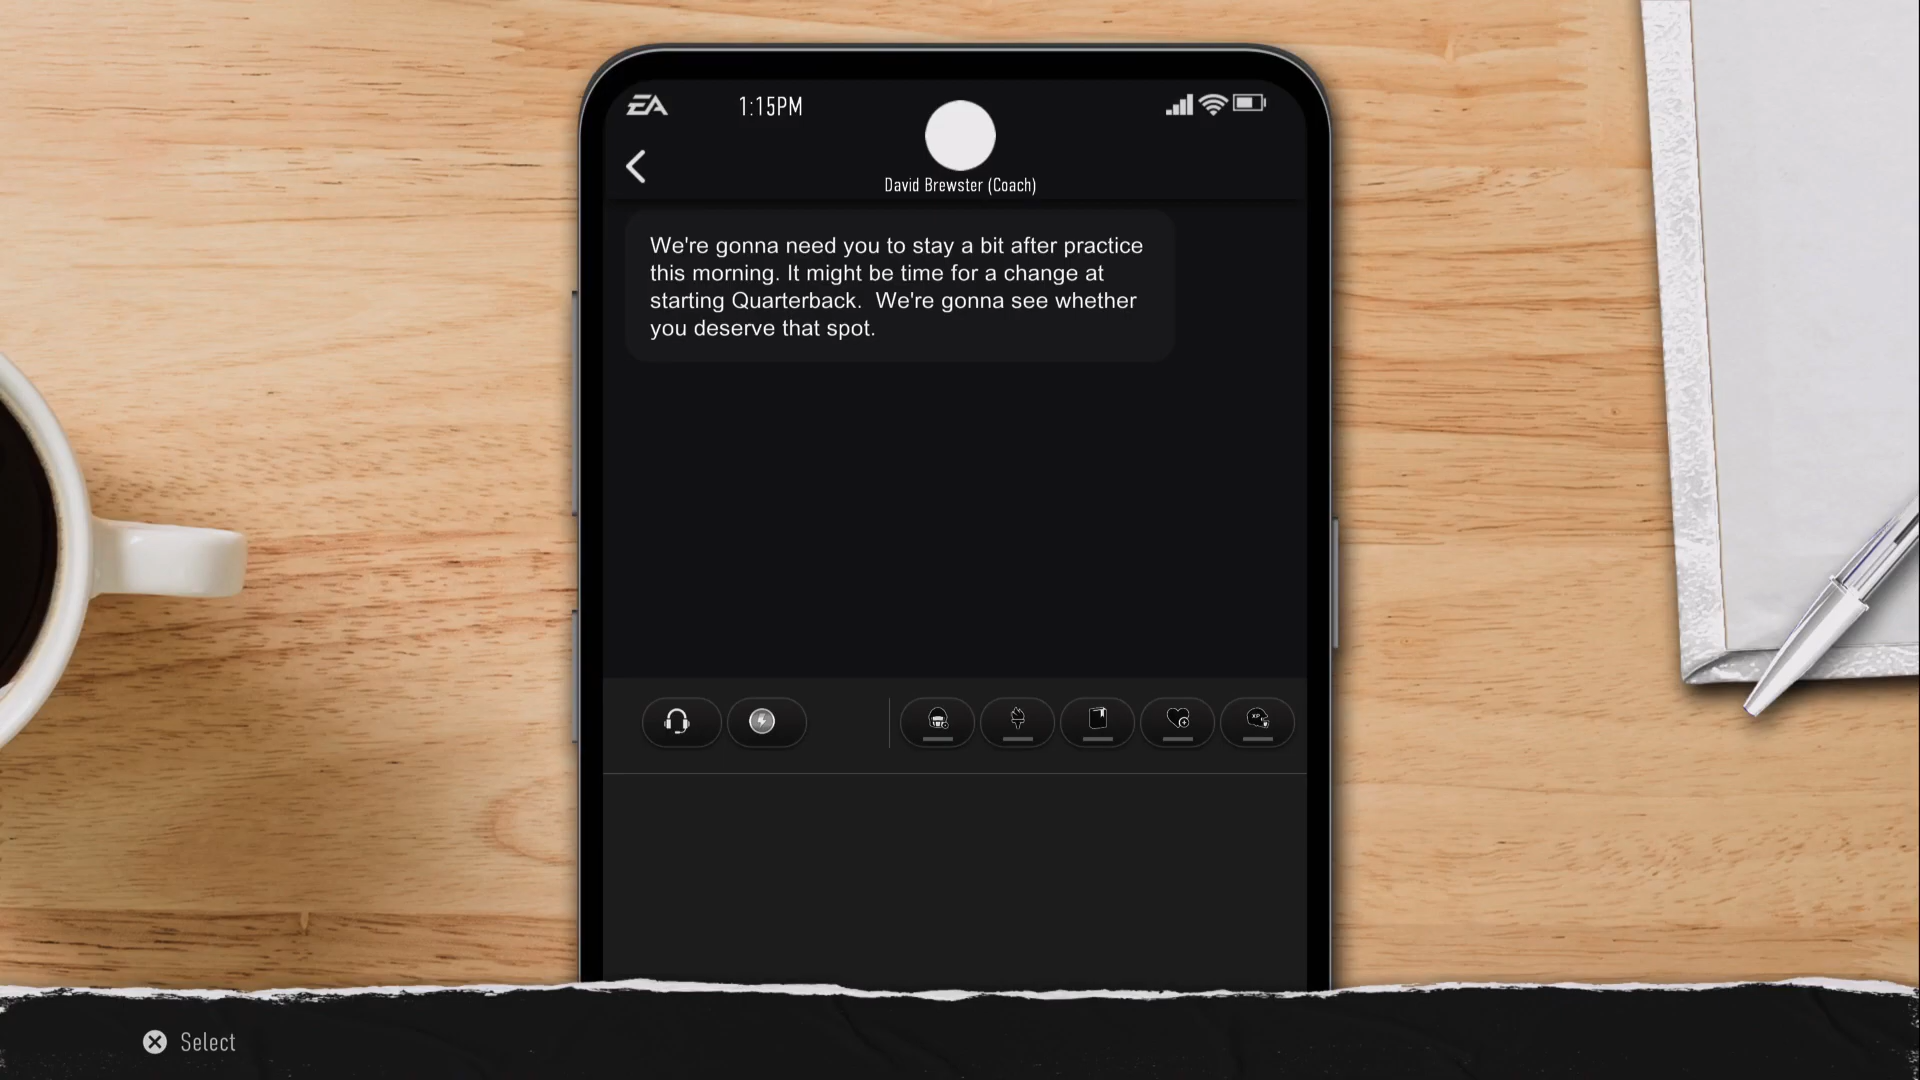 EA
1:15PM
David Brewster (Coach)
We're gonna need you to stay a bit after practice
this morning. It might be time for a change at
starting Quarterback.  We're gonna see whether
you deserve that spot.
XP
Select